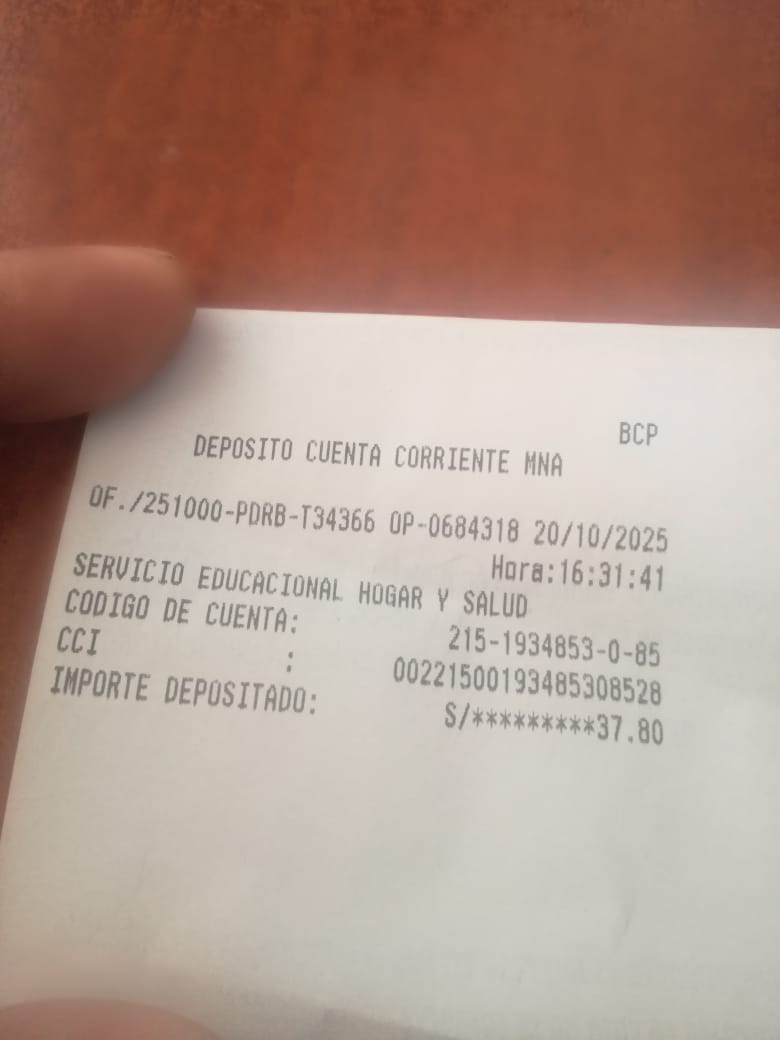 BCP
DEPOSITO CUENTA CORRIENTE MNA
OF./251000-PDRB-T34366 OP-0684318 20/10/2025
Hora:16:31:41
SERVICIO EDUCACIONAL HOGAR Y SALUD
CODIGO DE CUENTA: 215-1934853-0-85
CCI : 00221500193485308528
IMPORTE DEPOSITADO: S/*********37.80